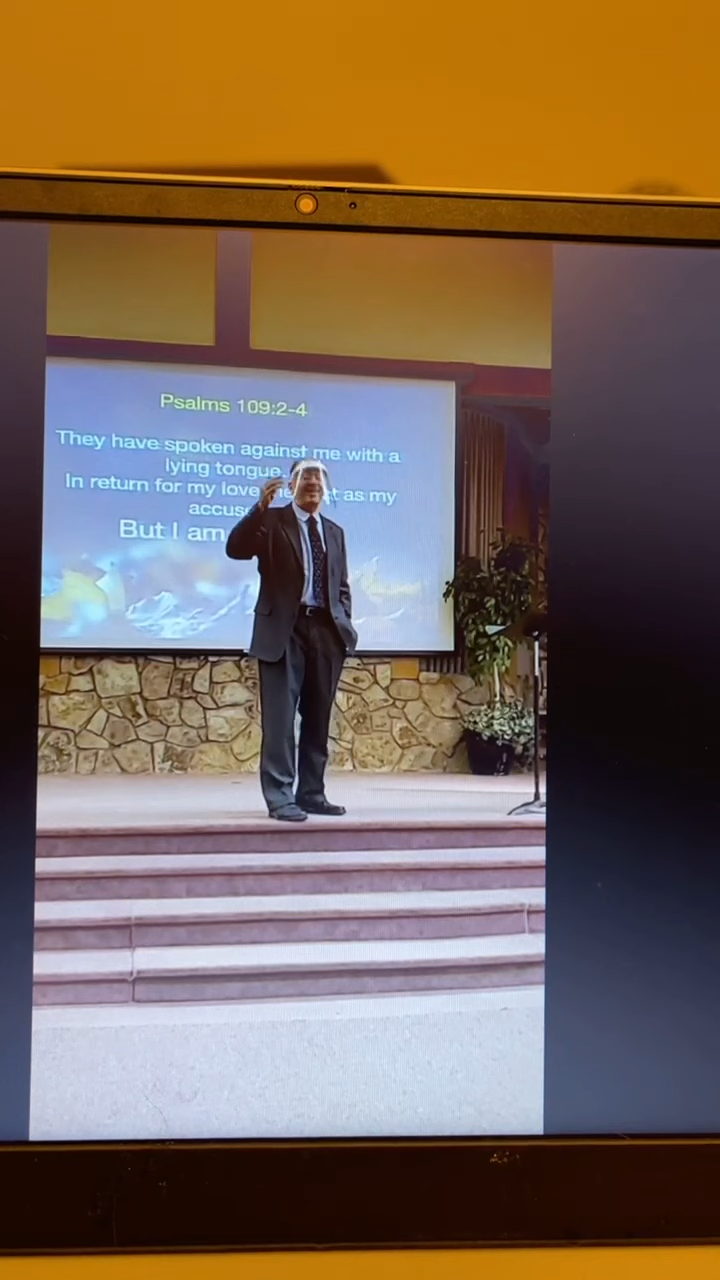 Psalms 109:2-4
They have spoken against me with a
lying tongue.
In return for my love as my
But I am